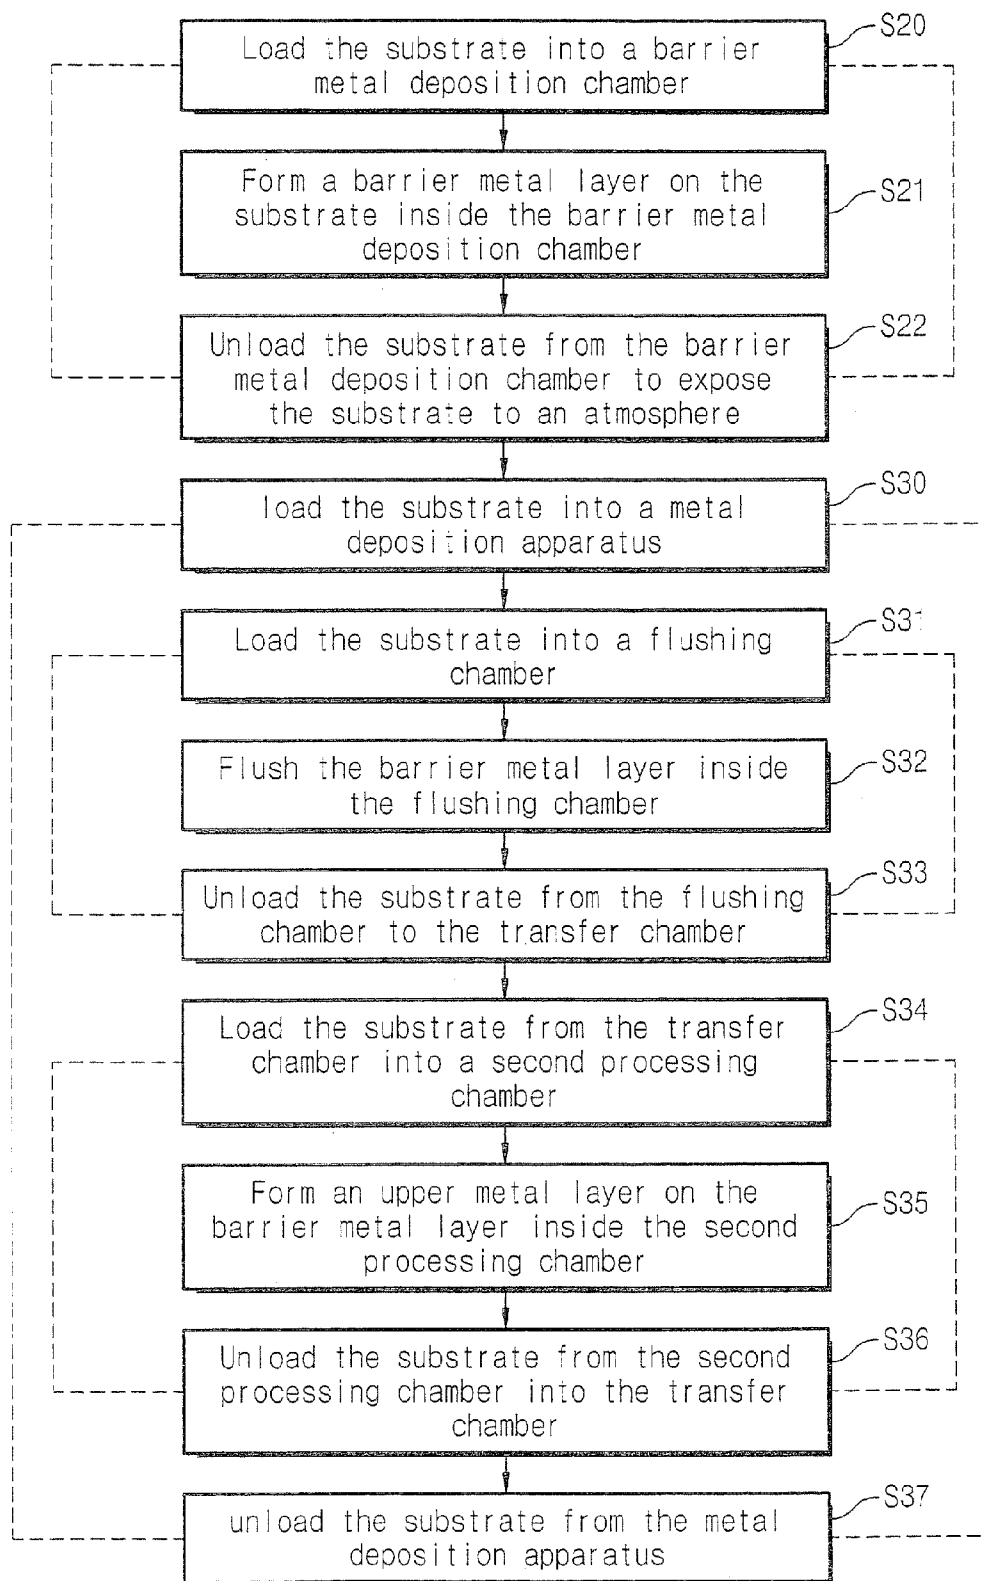 S20
Load the substrate into a barrier
metal deposition chamber
S21
Form a barrier metal layer on the
substrate inside the barrier metal
deposition chamber
S22
Unload the substrate from the barrier
metal deposition chamber to expose
the substrate to an atmosphere
S30
load the substrate into a metal
deposition apparatus
S31
Load the substrate into a flushing
chamber
S32
Flush the barrier metal layer inside
the flushing chamber
S33
Unload the substrate from the flushing
chamber to the transfer chamber
S34
Load the substrate from the transfer
chamber into a second processing
chamber
S35
Form an upper metal layer on the
barrier metal layer inside the second
processing chamber
S36
Unload the substrate from the second
processing chamber into the transfer
chamber
S37
unload the substrate from the metal
deposition apparatus